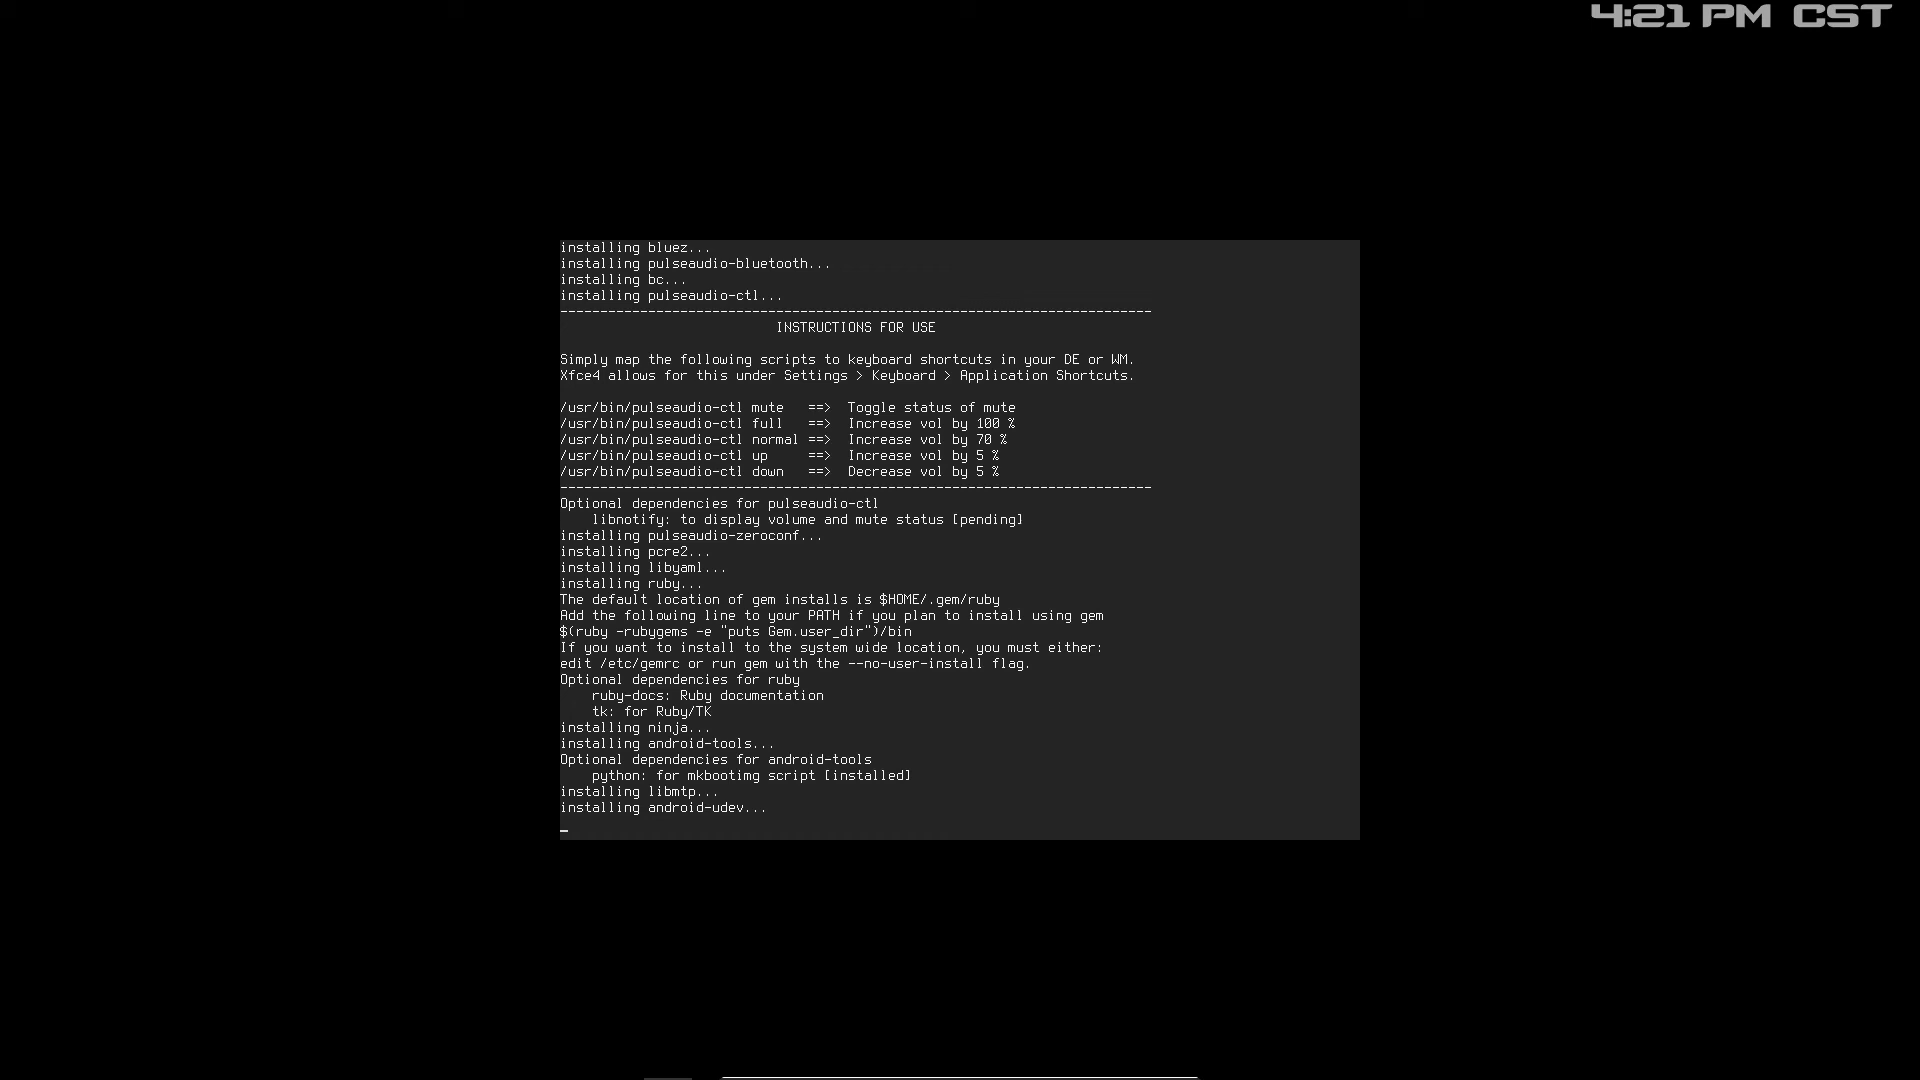 4:21 PM CST
installing bluez...
installing pulseaudio-bluetooth...
installing bc...
installing pulseaudio-ctl...
--------------------------------------------------------------------------
INSTRUCTIONS FOR USE
Simply map the following scripts to keyboard shortcuts in your DE or WM.
Xfce4 allows for this under Settings > Keyboard > Application Shortcuts.
/usr/bin/pulseaudio-ctl mute   ==>  Toggle status of mute
/usr/bin/pulseaudio-ctl full   ==>  Increase vol by 100 %
/usr/bin/pulseaudio-ctl normal ==>  Increase vol by 70 %
/usr/bin/pulseaudio-ctl up     ==>  Increase vol by 5 %
/usr/bin/pulseaudio-ctl down   ==>  Decrease vol by 5 %
--------------------------------------------------------------------------
Optional dependencies for pulseaudio-ctl
    libnotify: to display volume and mute status [pending]
installing pulseaudio-zeroconf...
installing pcre2...
installing libyaml...
installing ruby...
The default location of gem installs is $HOME/.gem/ruby
Add the following line to your PATH if you plan to install using gem
$(ruby -rubygems -e "puts Gem.user_dir")/bin
If you want to install to the system wide location, you must either:
edit /etc/gemrc or run gem with the --no-user-install flag.
Optional dependencies for ruby
    ruby-docs: Ruby documentation
    tk: for Ruby/TK
installing ninja...
installing android-tools...
Optional dependencies for android-tools
    python: for mkbootimg script [installed]
installing libmtp...
installing android-udev...